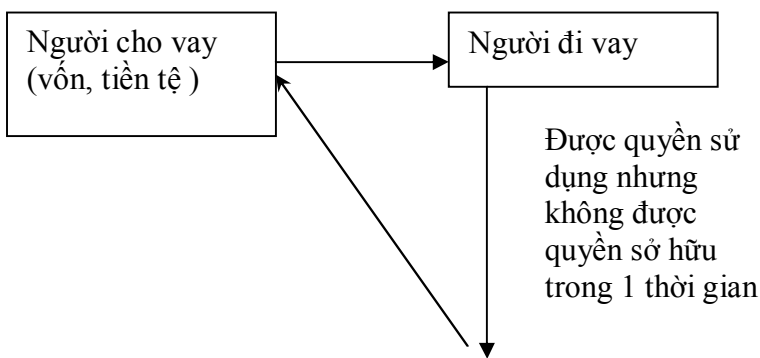 Người cho vay
(vốn, tiền tệ )
Người đi vay
Được quyền sử
dụng nhưng
không được
quyền sở hữu
trong 1 thời gian